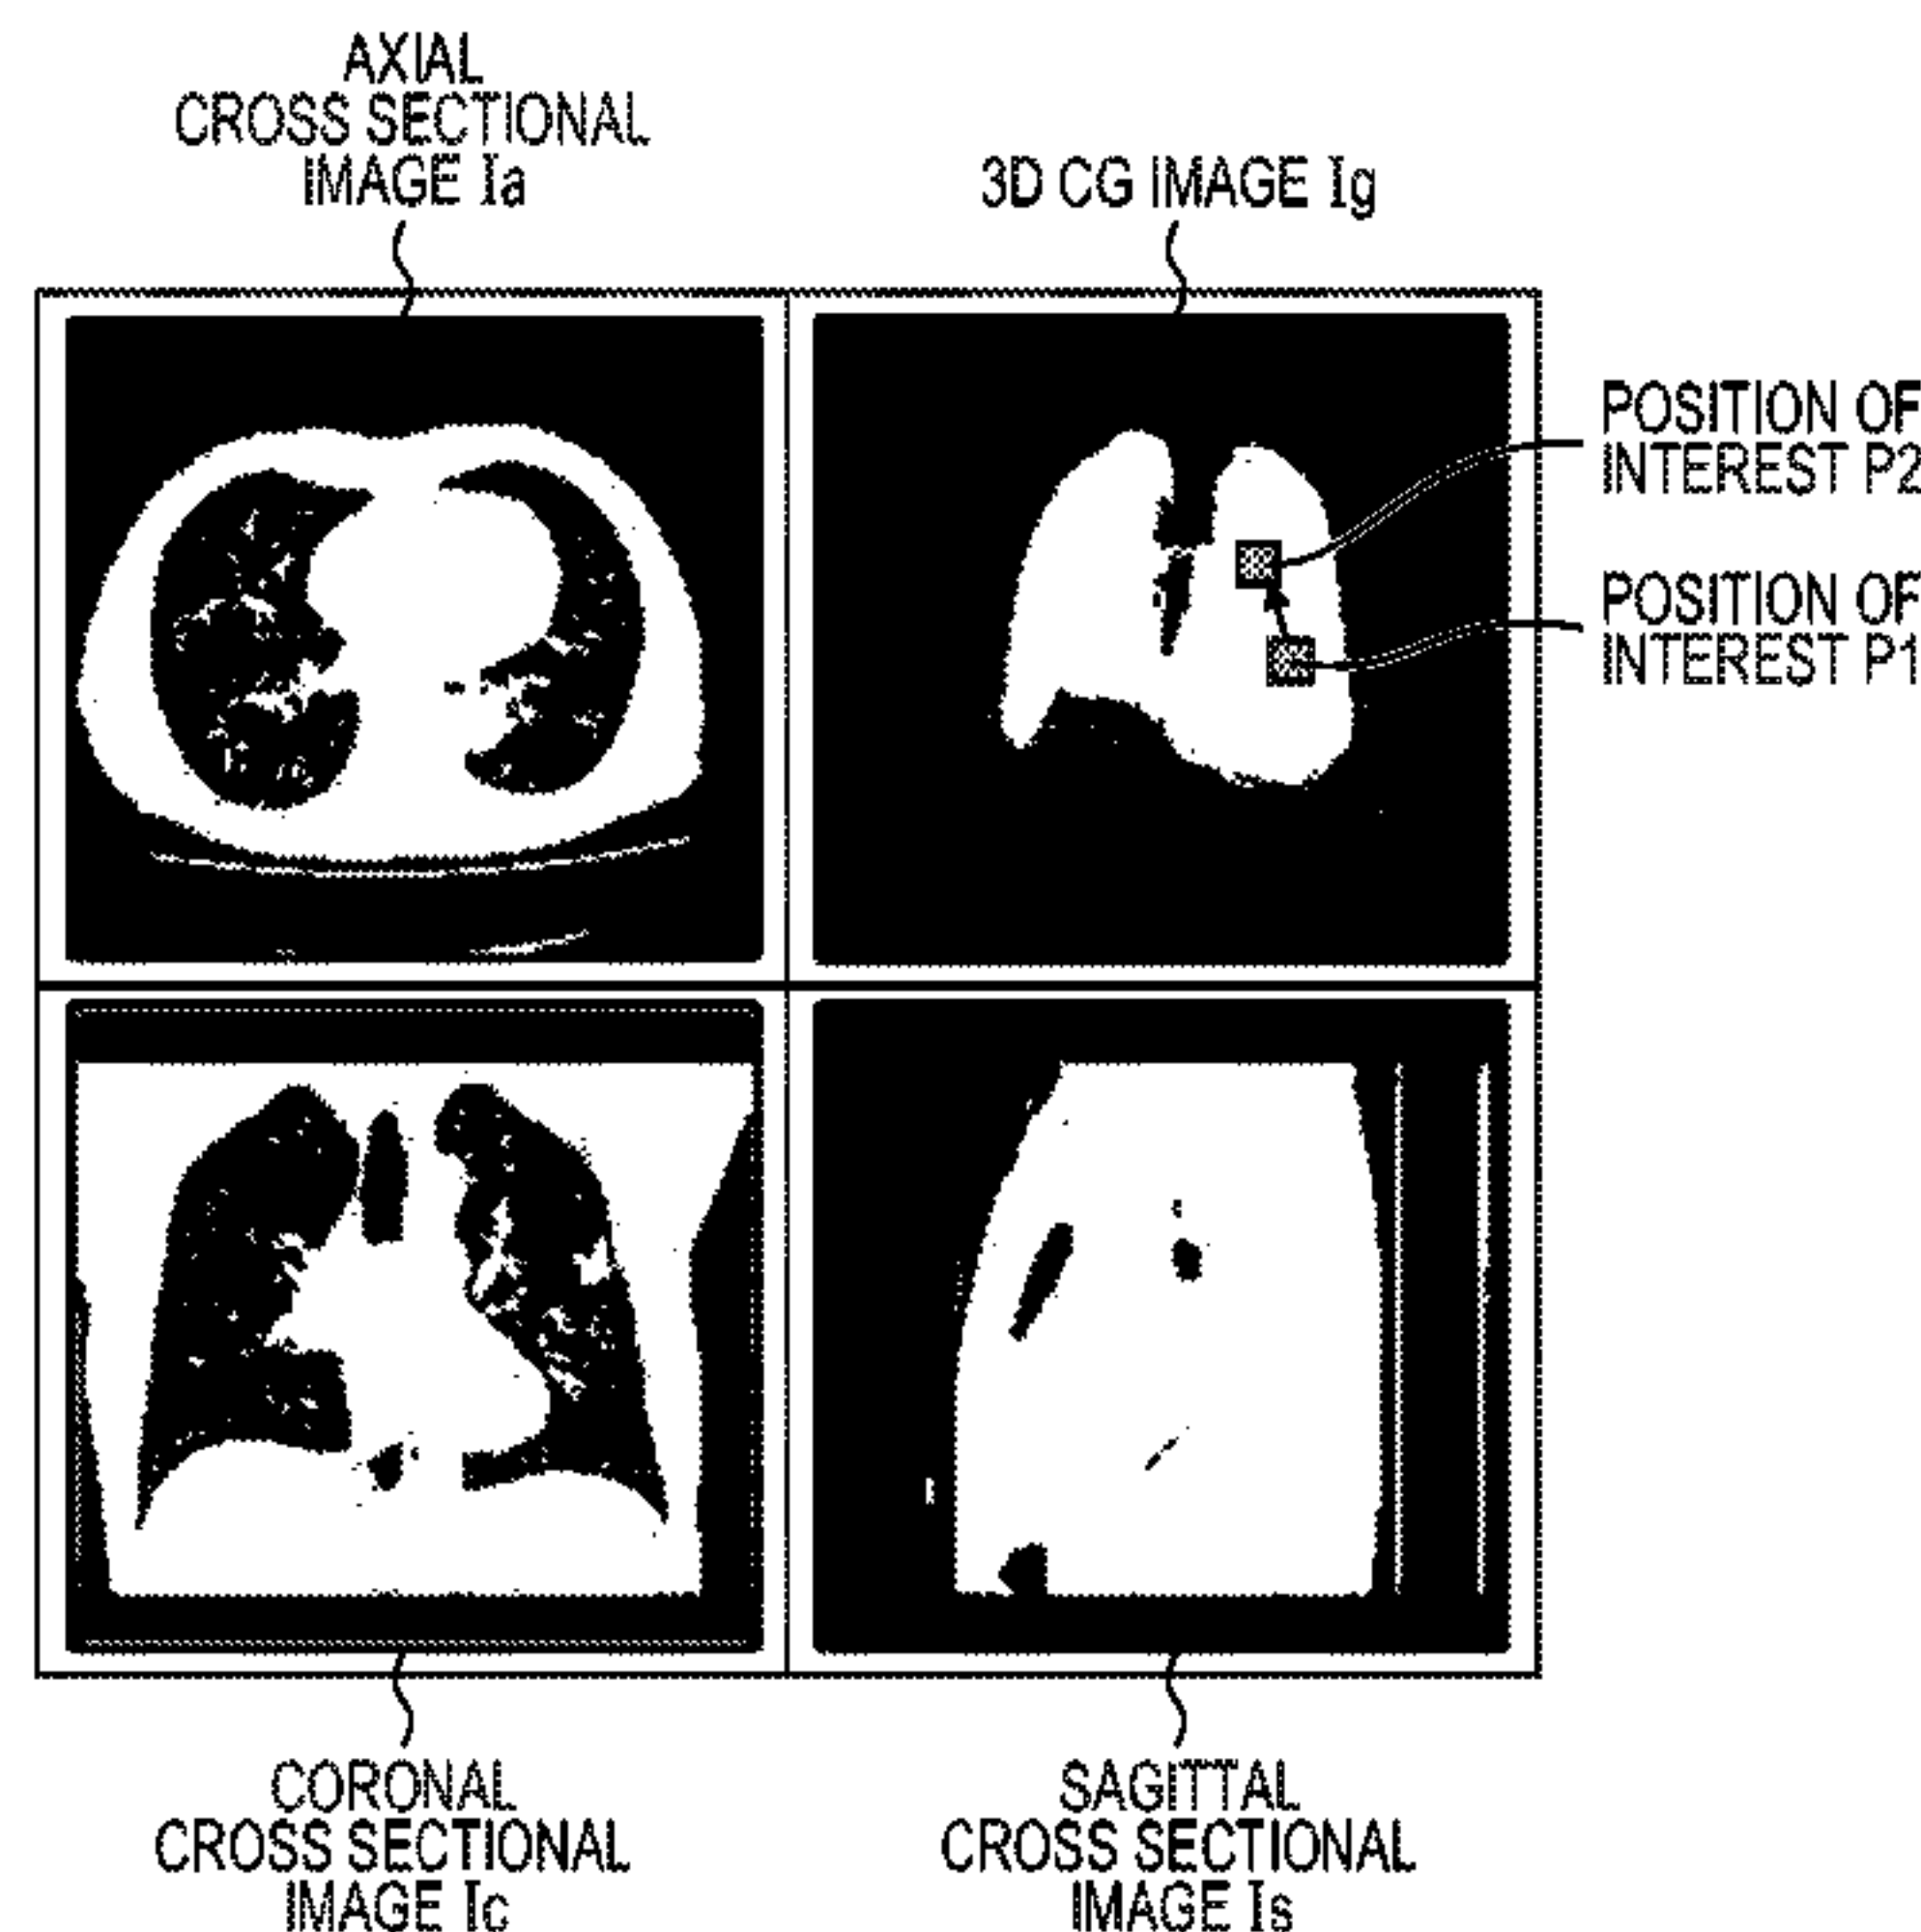 AXIAL
CROSS SECTIONAL
IMAGE Ia
3D CG IMAGE Ig
POSITION OF
INTEREST P2
POSITION OF
INTEREST P1
CORONAL
CROSS SECTIONAL
IMAGE Ic
SAGITTAL
CROSS SECTIONAL
IMAGE Is